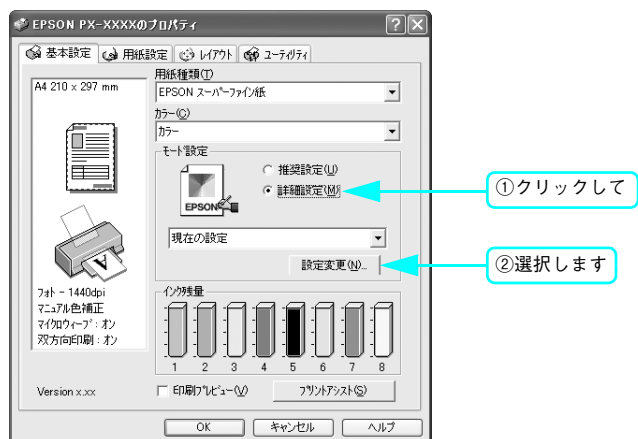 EPSON PX-XXXXのプロパティ
基本設定 用紙設定 レイアウト ユーティリティ
A4 210 x 297 mm
用紙種類(T)
EPSON スーパーファイン紙
カラー(C)
カラー
モード設定
推奨設定(U)
詳細設定(M)
EPSON
現在の設定
設定変更(N)...
①クリックして
②選択します
フォト - 1440dpi
マニュアル色補正
マイクロウィーブ : オン
双方向印刷 : オン
インク残量
1 2 3 4 5 6 7 8
Version x.xx
印刷プレビュー(V)
プリントアシスト(S)
OK キャンセル ヘルプ